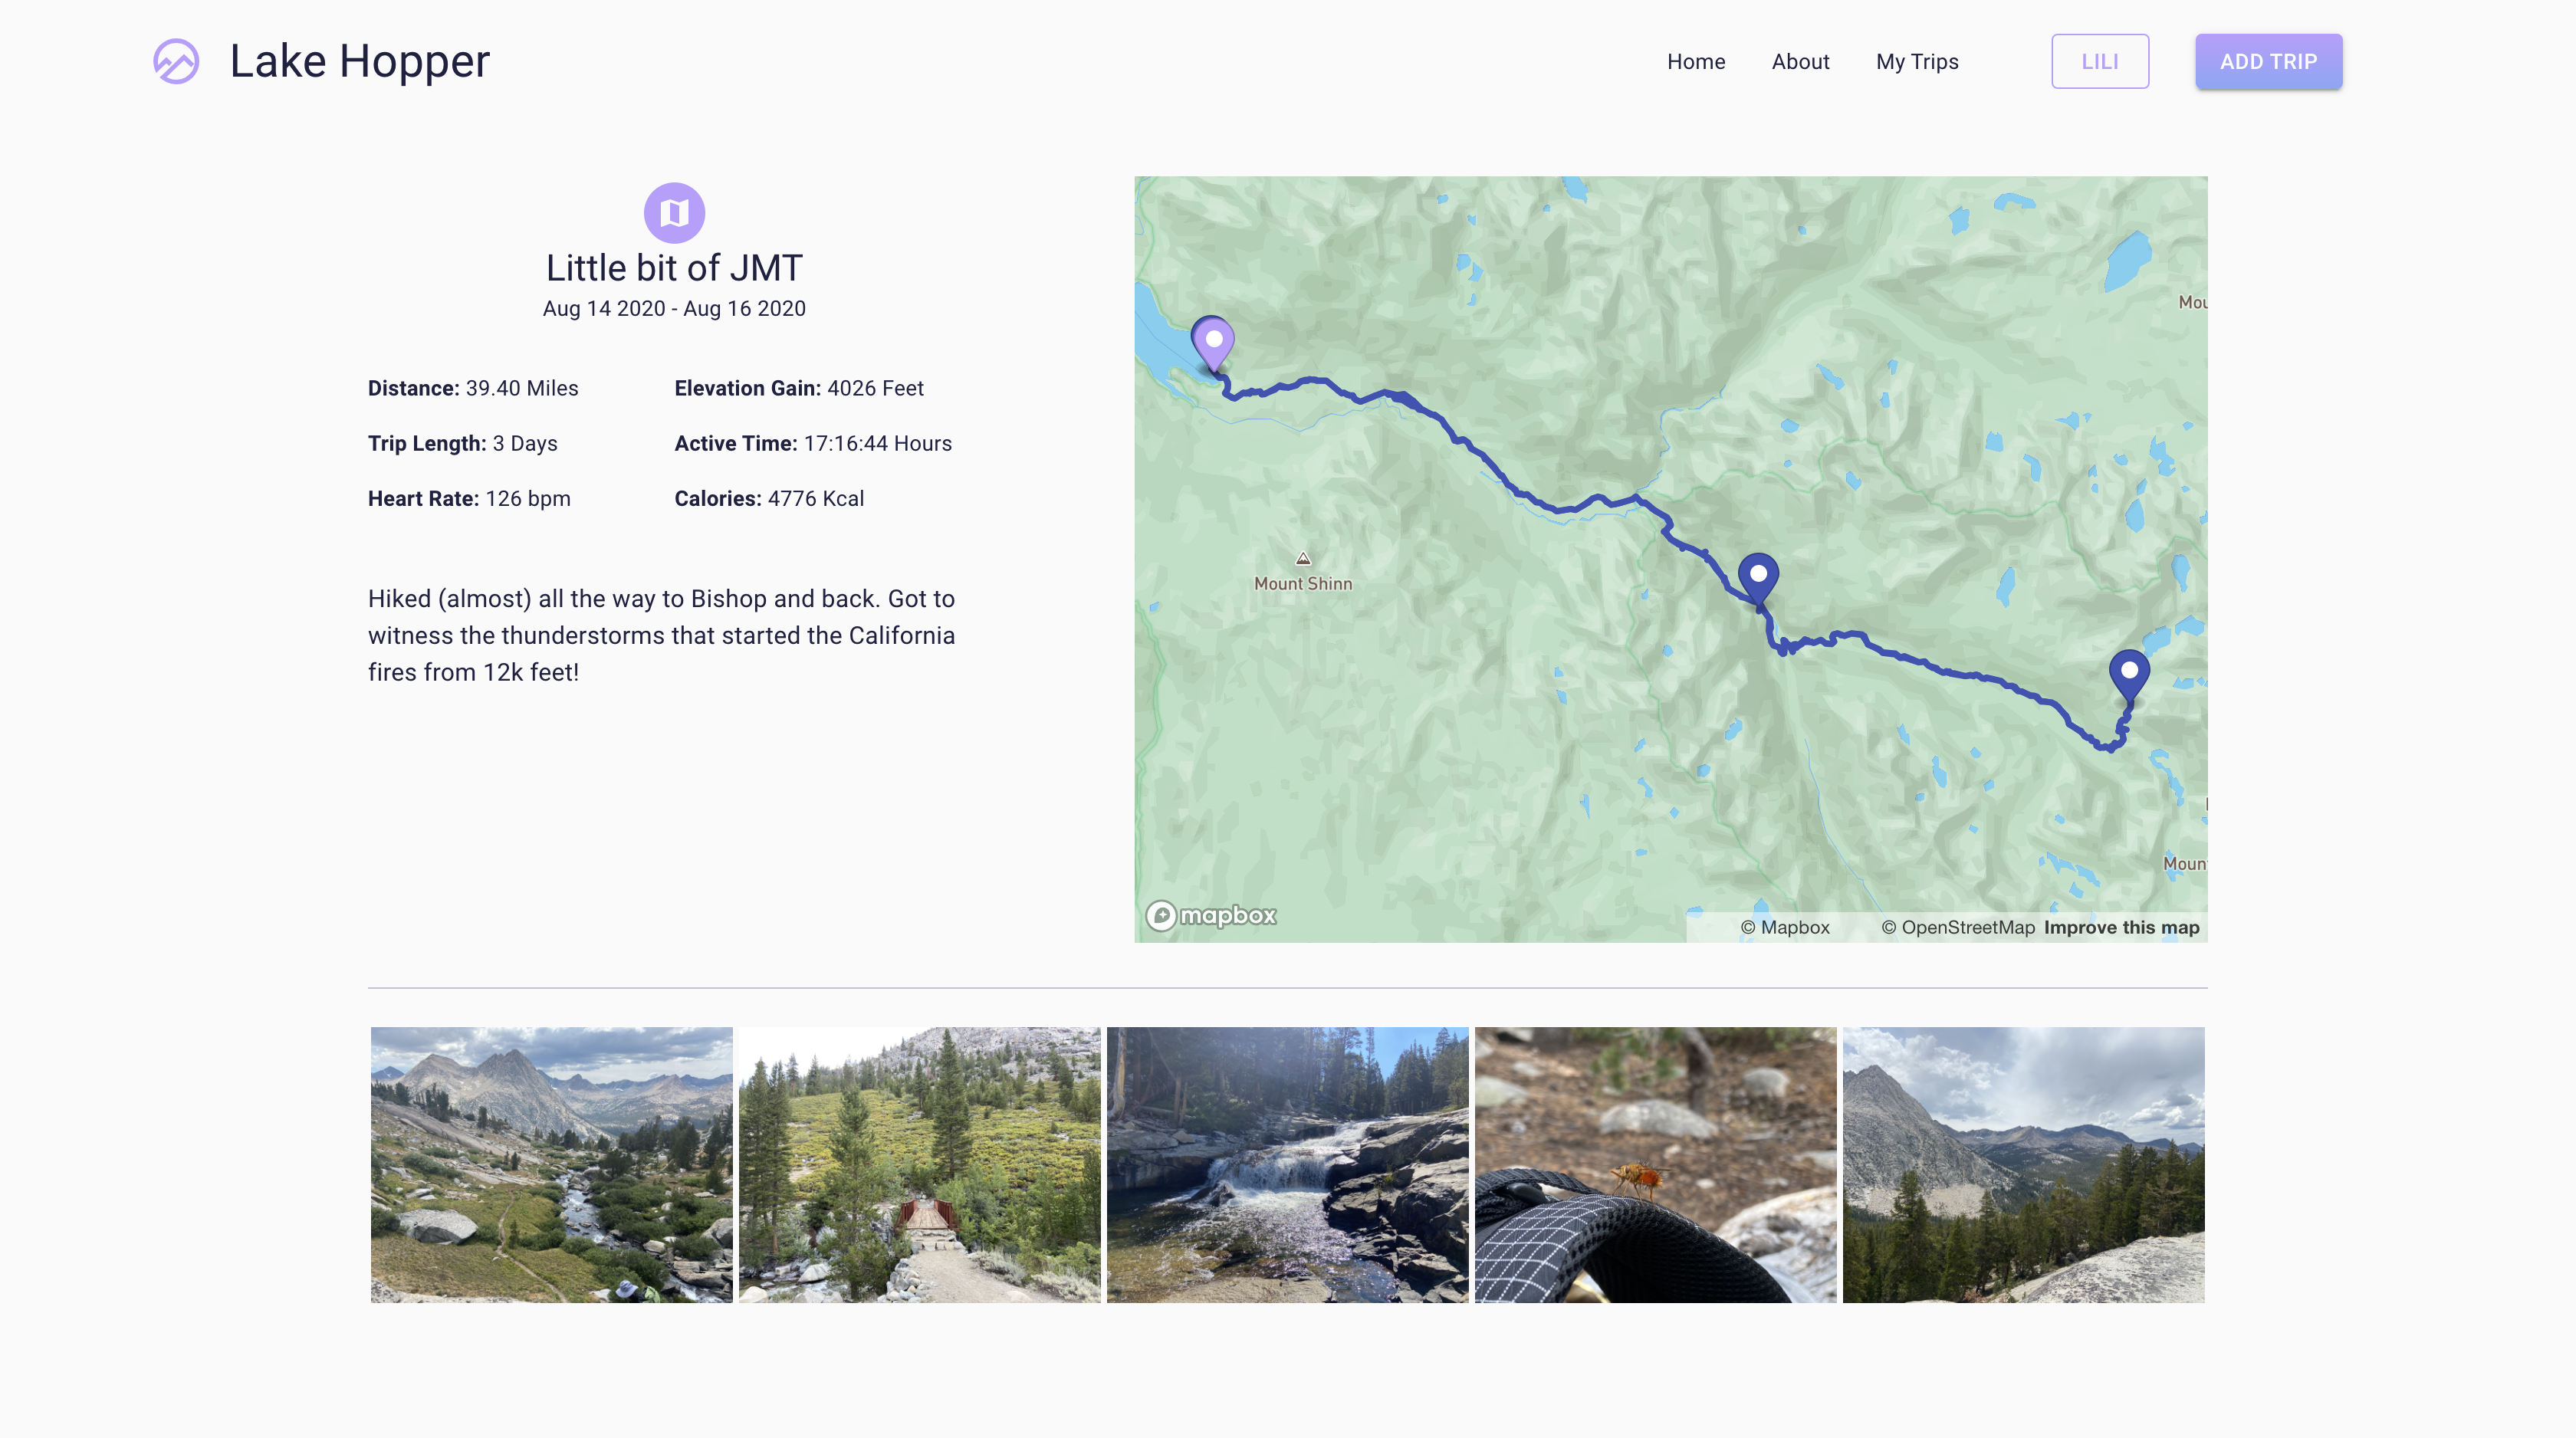 Lake Hopper
Home
About
My Trips
LILI
ADD TRIP
Little bit of JMT
Aug 14 2020 - Aug 16 2020
Distance: 39.40 Miles
Elevation Gain: 4026 Feet
Trip Length: 3 Days
Active Time: 17:16:44 Hours
Heart Rate: 126 bpm
Calories: 4776 Kcal
Hiked (almost) all the way to Bishop and back. Got to
witness the thunderstorms that started the California
fires from 12k feet!
Mou
Mount Shinn
Moun
mapbox
© Mapbox
© OpenStreetMap
Improve this map